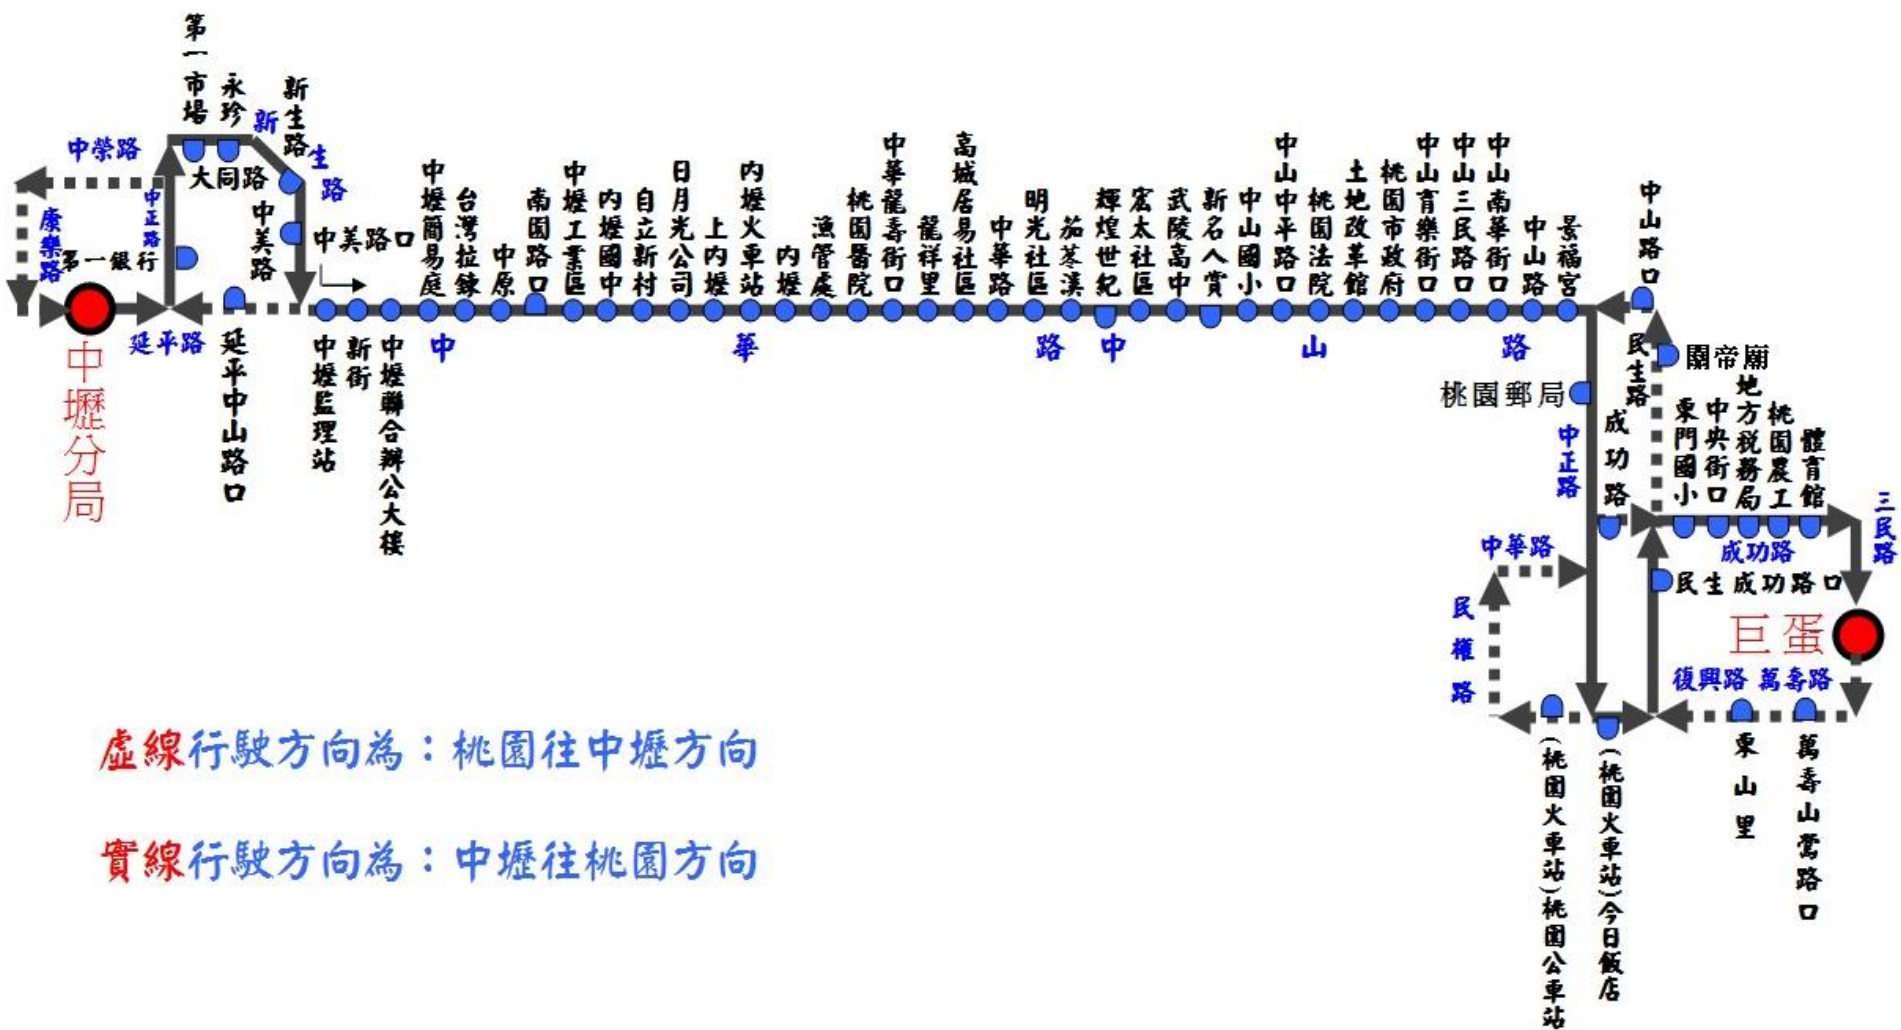 第一市場
永珍
新生路
新
生
路
中榮路
大同路
中正路
中美路
康樂路
第一銀行
中美路口
延平路
中壢分局
延平中山路口
中壢監理站
新街
中壢聯合辦公大樓
中壢簡易庭
台灣拉鍊
中原
南園路口
中壢工業區
內壢國中
自立新村
日月光公司
上內壢
內壢火車站
內壢
漁管處
桃園醫院
中華龍壽街口
龍祥里
高城居易社區
中華路
明光社區
茄苳溪
輝煌世紀
宏太社區
武陵高中
新名人賞
中山國小
中山中平路口
桃園法院
土地改革館
桃園市政府
中山育樂街口
中山三民路口
中山南華街口
中山路
景福宮
中 華 路
中 山 路
中山路口
民生路
關帝廟
桃園郵局
中正路
成功路
東門國小
中央街口
地方稅務局
桃園農工
體育館
三民路
成功路
民生成功路口
中華路
民權路
巨蛋
復興路 萬壽路
東山里
萬壽山鶯路口
(桃園火車站)桃園公車站
(桃園火車站)今日飯店
虛線行駛方向為：桃園往中壢方向
實線行駛方向為：中壢往桃園方向